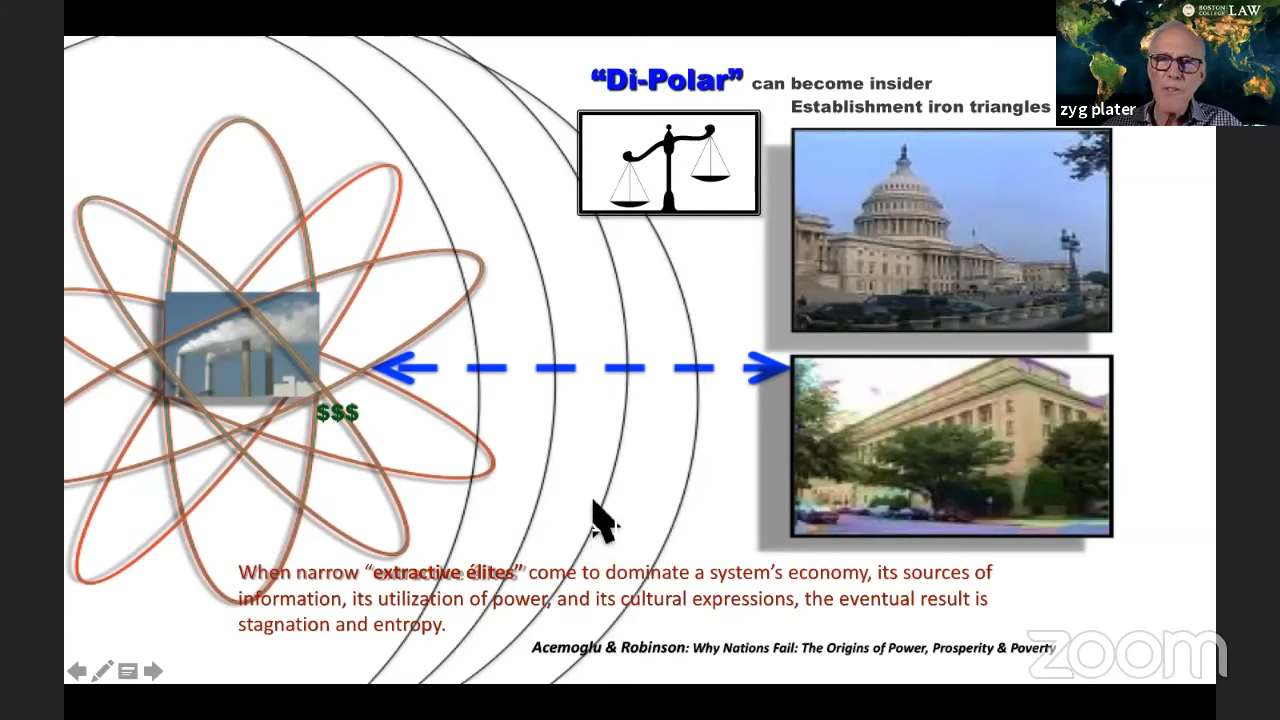 BOSTON COLLEGE LAW
zyg plater
“Di-Polar” can become insider
Establishment iron triangles
$$$
When narrow “extractive élites” come to dominate a system’s economy, its sources of
information, its utilization of power, and its cultural expressions, the eventual result is
stagnation and entropy.
Acemoglu & Robinson: Why Nations Fail: The Origins of Power, Prosperity & Poverty
zoom